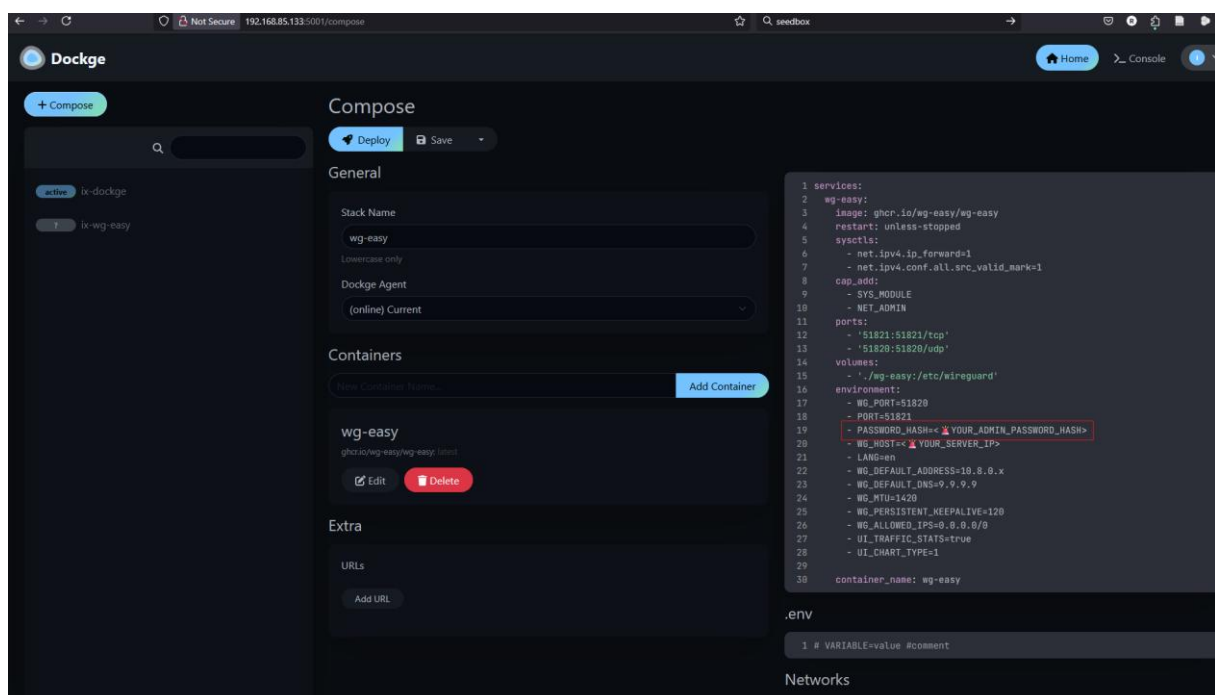 Not Secure 192.168.85.133:5001/compose
seedbox
Dockge
Home
Console
+ Compose
active ix-dockge
? ix-wg-easy
Compose
Deploy
Save
General
Stack Name
wg-easy
Lowercase only
Dockge Agent
(online) Current
Containers
New Container Name...
Add Container
wg-easy
ghcr.io/wg-easy/wg-easy: latest
Edit
Delete
Extra
URLs
Add URL
1 services:
2 wg-easy:
3 image: ghcr.io/wg-easy/wg-easy
4 restart: unless-stopped
5 sysctls:
6 - net.ipv4.ip_forward=1
7 - net.ipv4.conf.all.src_valid_mark=1
8 cap_add:
9 - SYS_MODULE
10 - NET_ADMIN
11 ports:
12 - '51821:51821/tcp'
13 - '51820:51820/udp'
14 volumes:
15 - './wg-easy:/etc/wireguard'
16 environment:
17 - WG_PORT=51820
18 - PORT=51821
19 - PASSWORD_HASH=<🚨YOUR_ADMIN_PASSWORD_HASH>
20 - WG_HOST=<🚨YOUR_SERVER_IP>
21 - LANG=en
22 - WG_DEFAULT_ADDRESS=10.8.0.x
23 - WG_DEFAULT_DNS=9.9.9.9
24 - WG_MTU=1420
25 - WG_PERSISTENT_KEEPALIVE=120
26 - WG_ALLOWED_IPS=0.0.0.0/0
27 - UI_TRAFFIC_STATS=true
28 - UI_CHART_TYPE=1
29
30 container_name: wg-easy
.env
1 # VARIABLE=value #comment
Networks